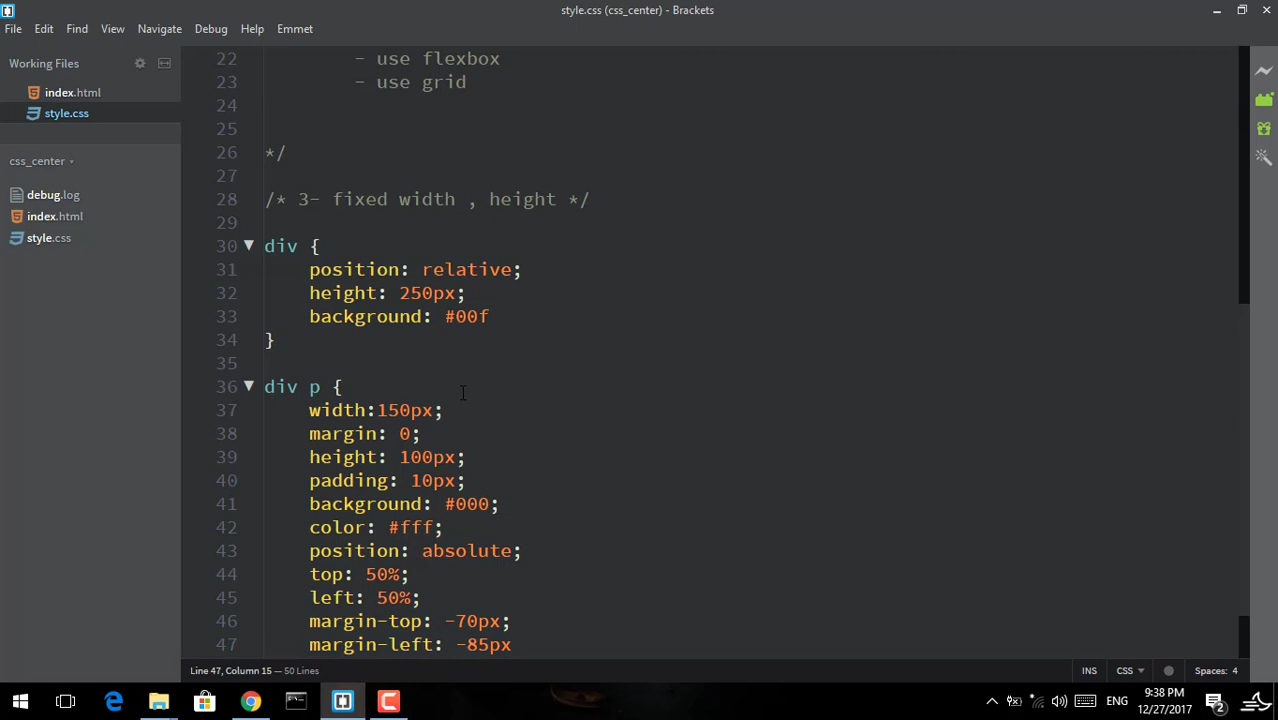 style.css (css_center) - Brackets
File Edit Find View Navigate Debug Help Emmet
Working Files
index.html
style.css
css_center
debug.log
index.html
style.css
22 - use flexbox
23 - use grid
24
25
26 */
27
28 /* 3- fixed width , height */
29
30 div {
31 position: relative;
32 height: 250px;
33 background: #00f
34 }
35
36 div p {
37 width:150px;
38 margin: 0;
39 height: 100px;
40 padding: 10px;
41 background: #000;
42 color: #fff;
43 position: absolute;
44 top: 50%;
45 left: 50%;
46 margin-top: -70px;
47 margin-left: -85px
Line 47, Column 15 — 50 Lines
INS CSS Spaces: 4
ENG
9:38 PM
12/27/2017
2